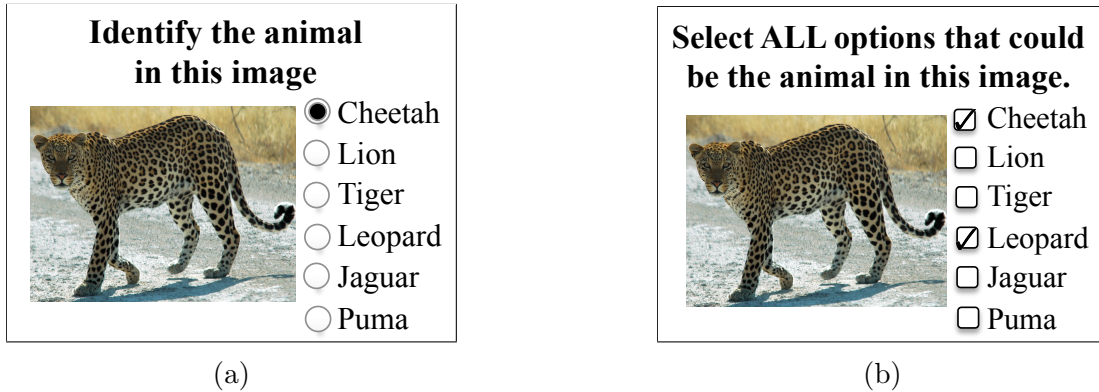 Identify the animal
in this image
Cheetah
Lion
Tiger
Leopard
Jaguar
Puma
(a)
Select ALL options that could
be the animal in this image.
Cheetah
Lion
Tiger
Leopard
Jaguar
Puma
(b)